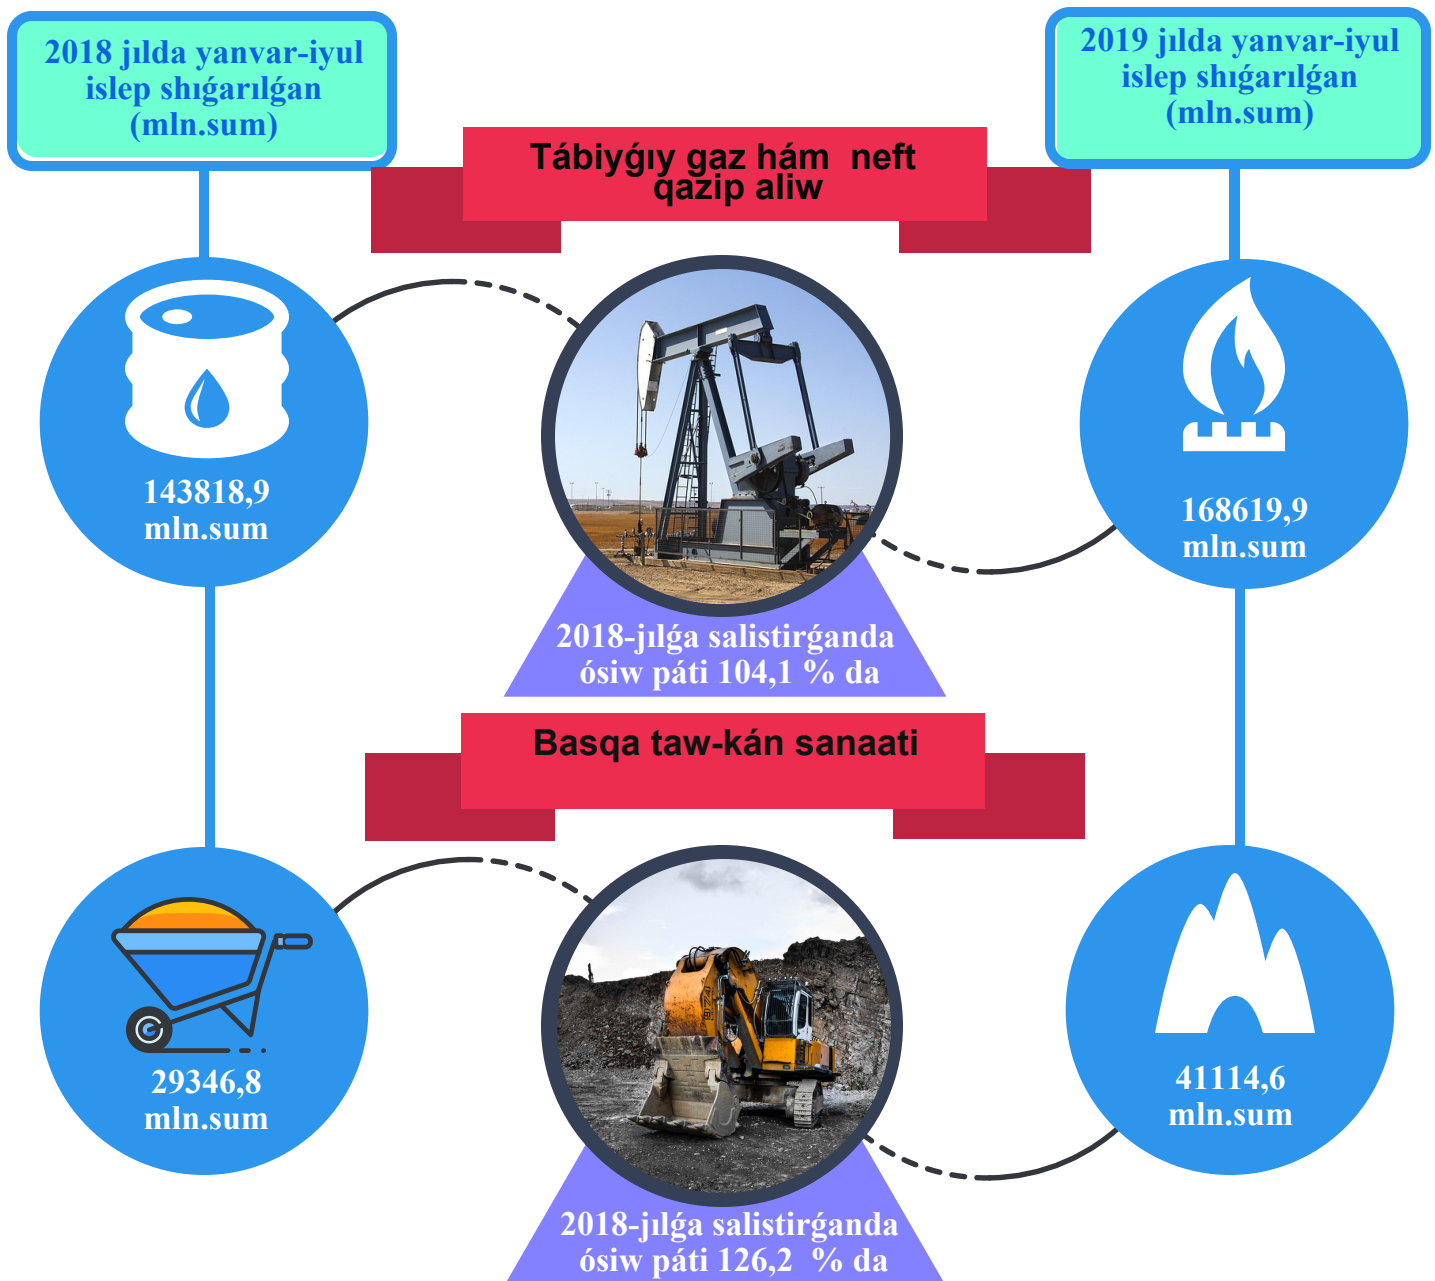 2018 jılda yanvar-iyul
islep shıǵarılǵan
(mln.sum)
2019 jılda yanvar-iyul
islep shıǵarılǵan
(mln.sum)
Tábiyǵıy gaz hám neft
qazip aliw
143818,9
mln.sum
168619,9
mln.sum
2018-jılǵa salistirǵanda
ósiw páti 104,1 % da
Basqa taw-kán sanaati
29346,8
mln.sum
41114,6
mln.sum
2018-jılǵa salistirǵanda
ósiw páti 126,2 % da